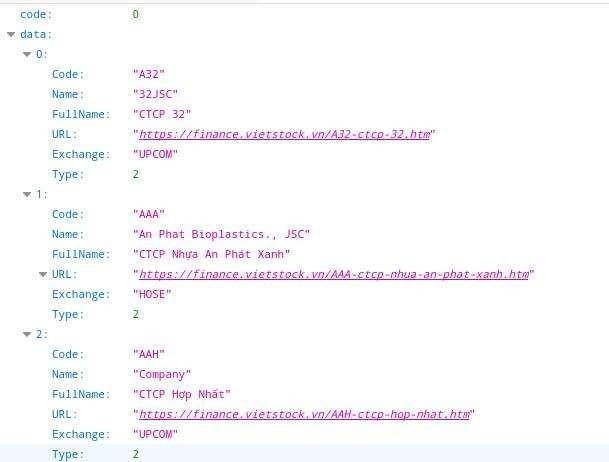 code: 0
data:
0:
Code: "A32"
Name: "32JSC"
FullName: "CTCP 32"
URL: "https://finance.vietstock.vn/A32-ctcp-32.htm"
Exchange: "UPCOM"
Type: 2
1:
Code: "AAA"
Name: "An Phat Bioplastics., JSC"
FullName: "CTCP Nhựa An Phát Xanh"
URL: "https://finance.vietstock.vn/AAA-ctcp-nhua-an-phat-xanh.htm"
Exchange: "HOSE"
Type: 2
2:
Code: "AAH"
Name: "Company"
FullName: "CTCP Hợp Nhất"
URL: "https://finance.vietstock.vn/AAH-ctcp-hop-nhat.htm"
Exchange: "UPCOM"
Type: 2